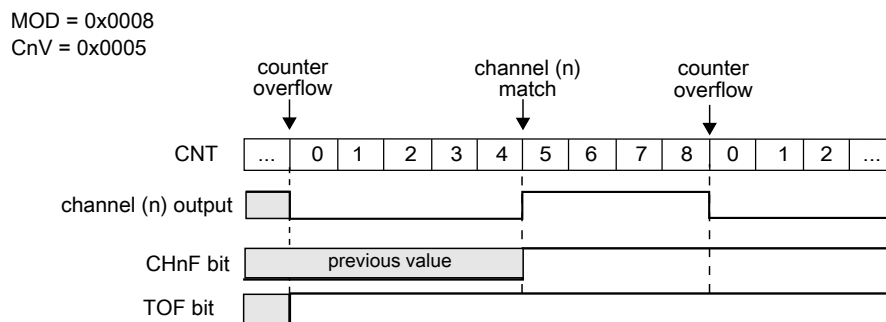 MOD = 0x0008
CnV = 0x0005
counter
overflow
channel (n)
match
counter
overflow
CNT ... 0 1 2 3 4 5 6 7 8 0 1 2 ...
channel (n) output
CHnF bit previous value
TOF bit